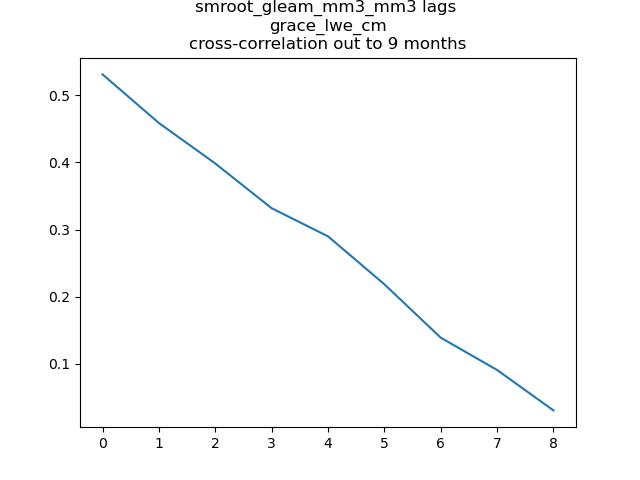 smroot_gleam_mm3_mm3 lags
grace_lwe_cm
cross-correlation out to 9 months
0.5
0.4
0.3
0.2
0.1
0 1 2 3 4 5 6 7 8